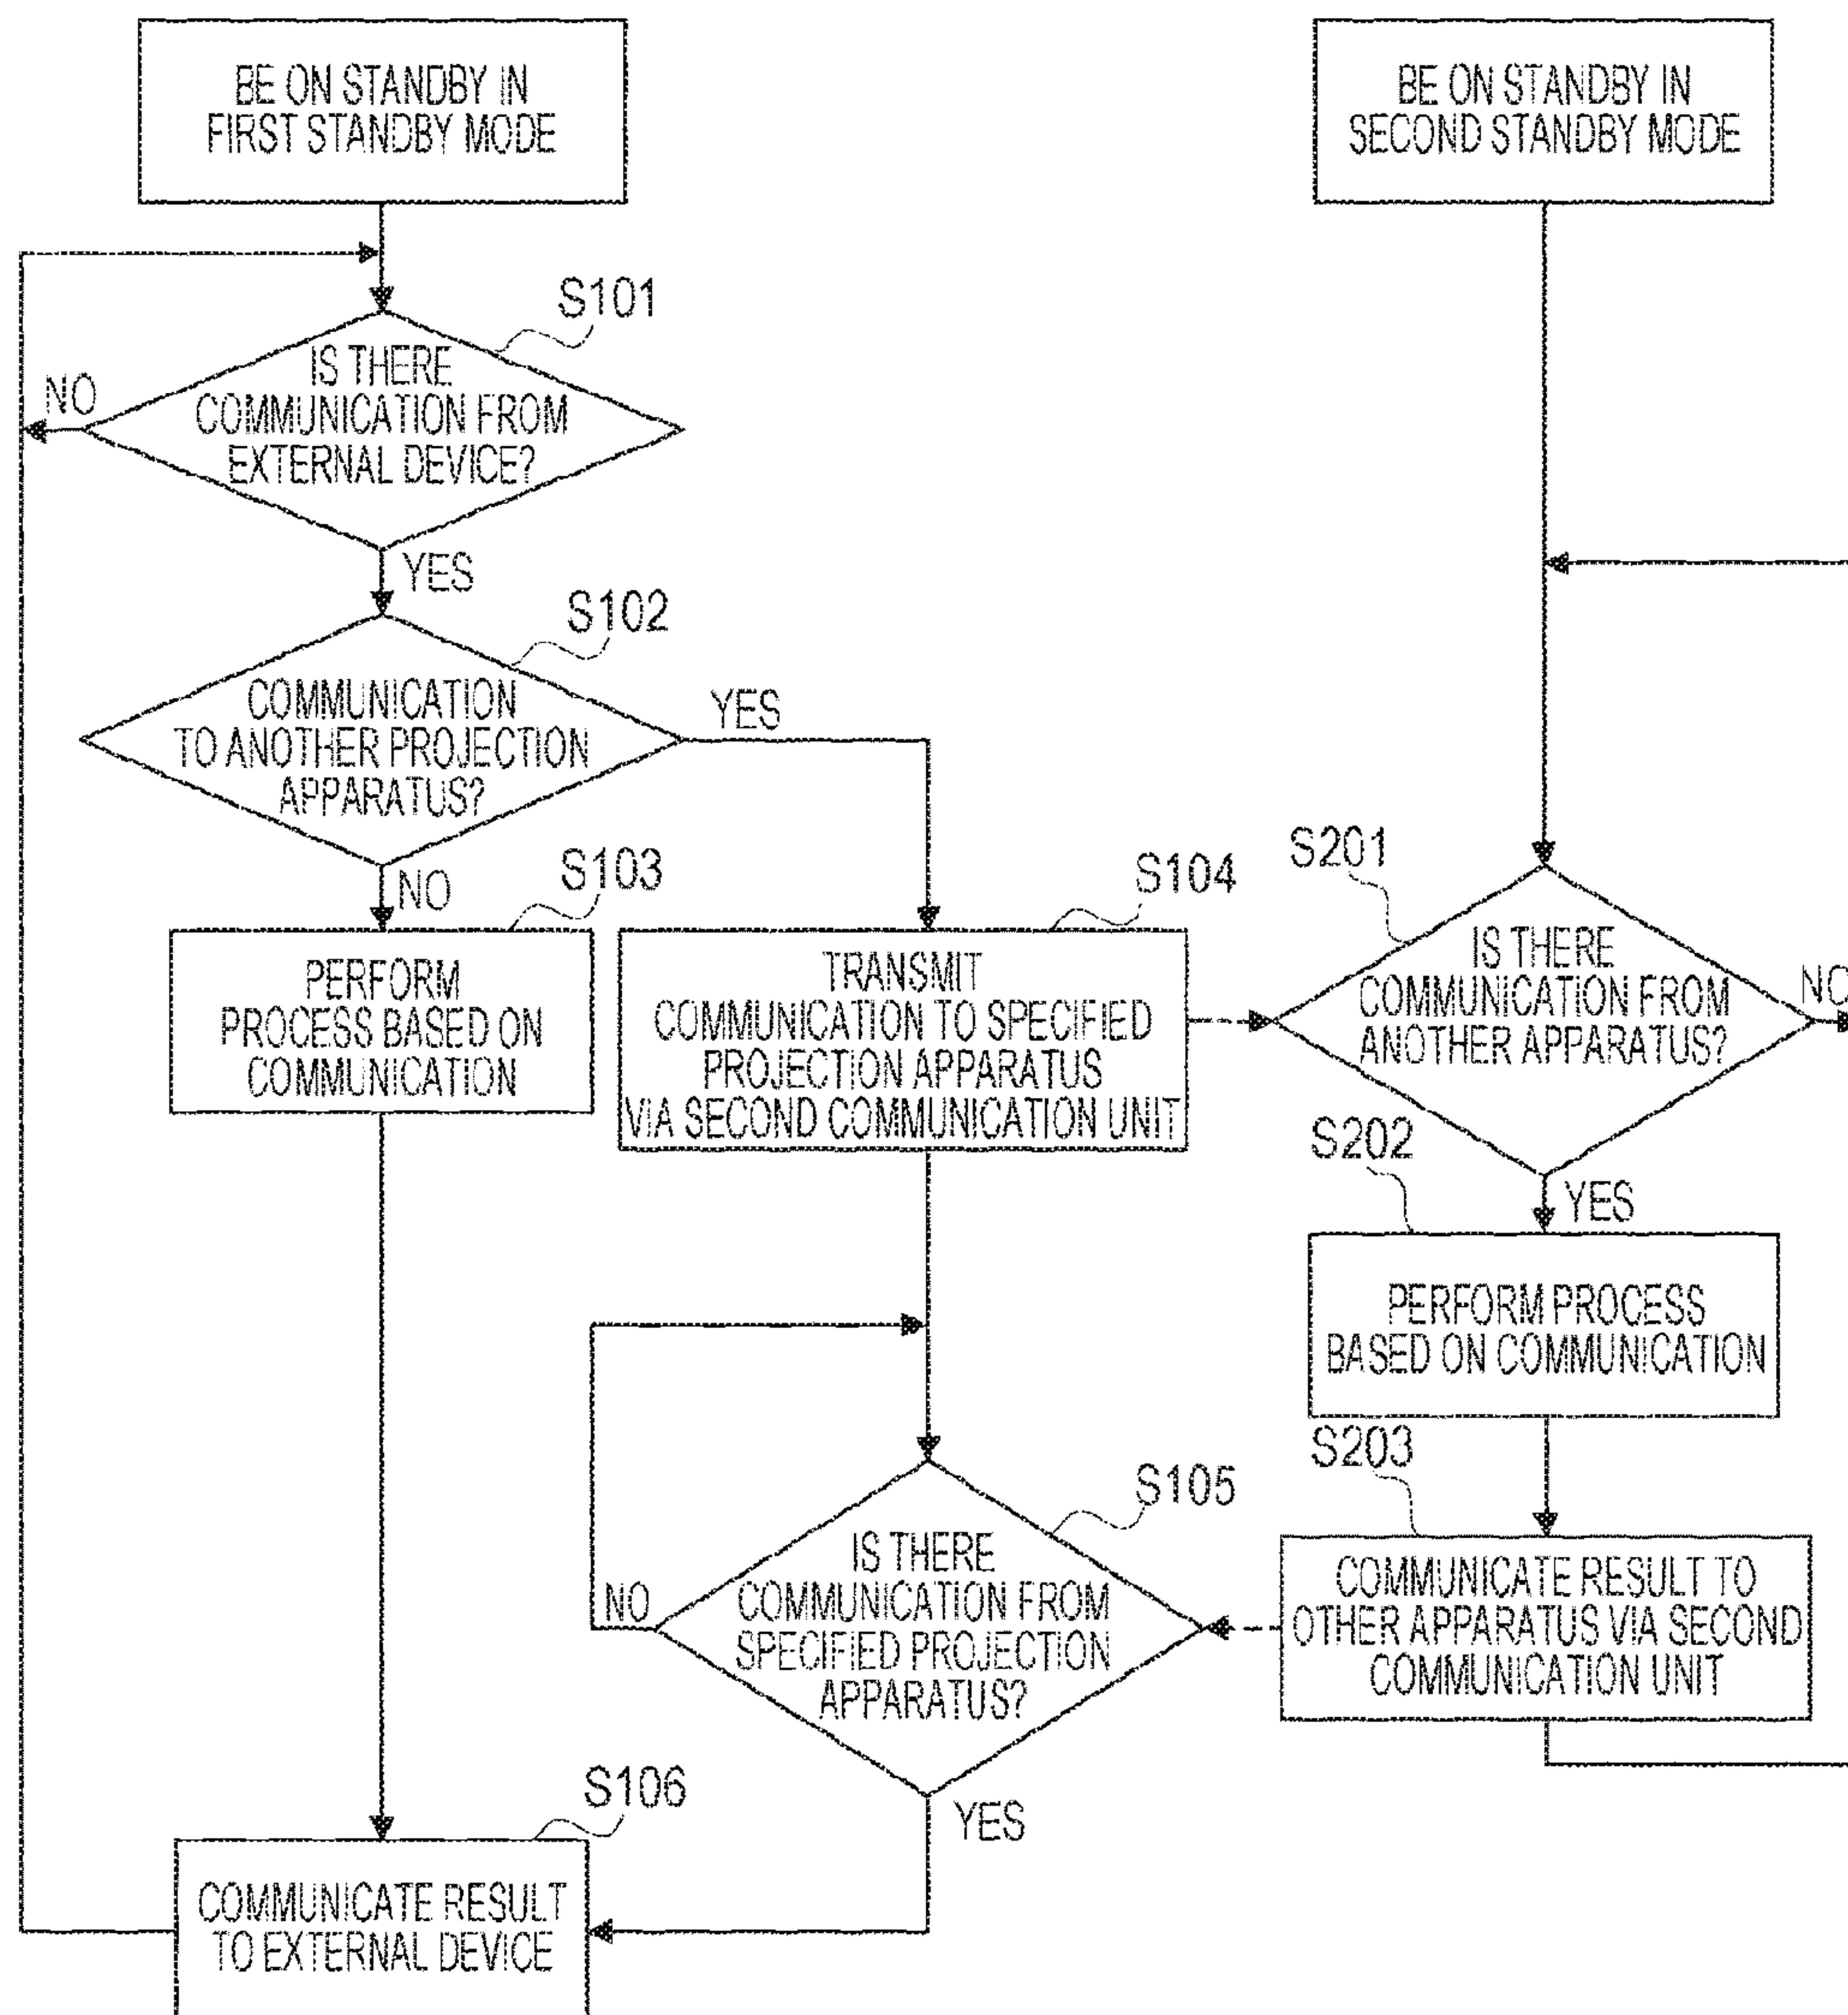 BE ON STANDBY IN
FIRST STANDBY MODE
S101
IS THERE
COMMUNICATION FROM
EXTERNAL DEVICE?
NO
YES
S102
COMMUNICATION
TO ANOTHER PROJECTION
APPARATUS?
YES
NO
S103
PERFORM
PROCESS BASED ON
COMMUNICATION
S104
TRANSMIT
COMMUNICATION TO SPECIFIED
PROJECTION APPARATUS
VIA SECOND COMMUNICATION UNIT
S105
IS THERE
COMMUNICATION FROM
SPECIFIED PROJECTION
APPARATUS?
NO
YES
S106
COMMUNICATE RESULT
TO EXTERNAL DEVICE
BE ON STANDBY IN
SECOND STANDBY MODE
S201
IS THERE
COMMUNICATION FROM
ANOTHER APPARATUS?
NO
YES
S202
PERFORM PROCESS
BASED ON COMMUNICATION
S203
COMMUNICATE RESULT TO
OTHER APPARATUS VIA SECOND
COMMUNICATION UNIT